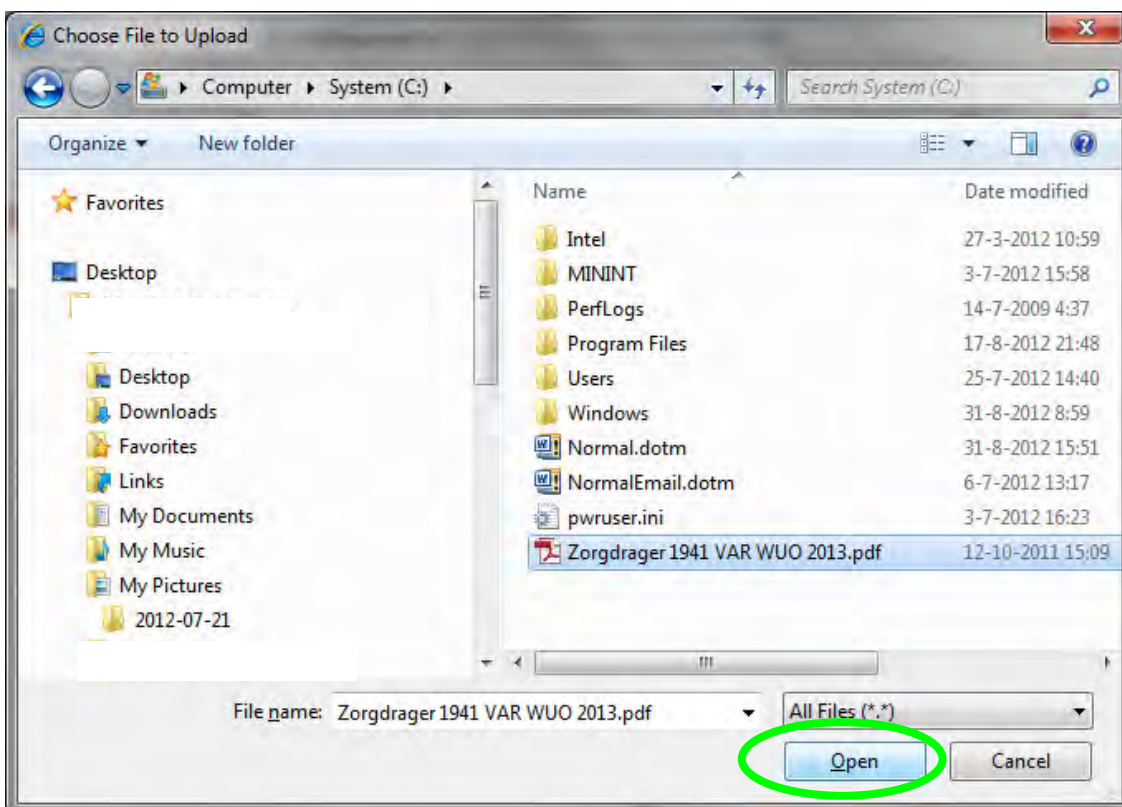 Choose File to Upload
Computer System (C:) Search System (C:)
Organize New folder
Favorites
Desktop
Desktop
Downloads
Favorites
Links
My Documents
My Music
My Pictures
2012-07-21
Name Date modified
Intel 27-3-2012 10:59
MININT 3-7-2012 15:58
PerfLogs 14-7-2009 4:37
Program Files 17-8-2012 21:48
Users 25-7-2012 14:40
Windows 31-8-2012 8:59
Normal.dotm 31-8-2012 15:51
NormalEmail.dotm 6-7-2012 13:17
pwruser.ini 3-7-2012 16:23
Zorgdrager 1941 VAR WUO 2013.pdf 12-10-2011 15:09
File name: Zorgdrager 1941 VAR WUO 2013.pdf All Files (*.*)
Open Cancel